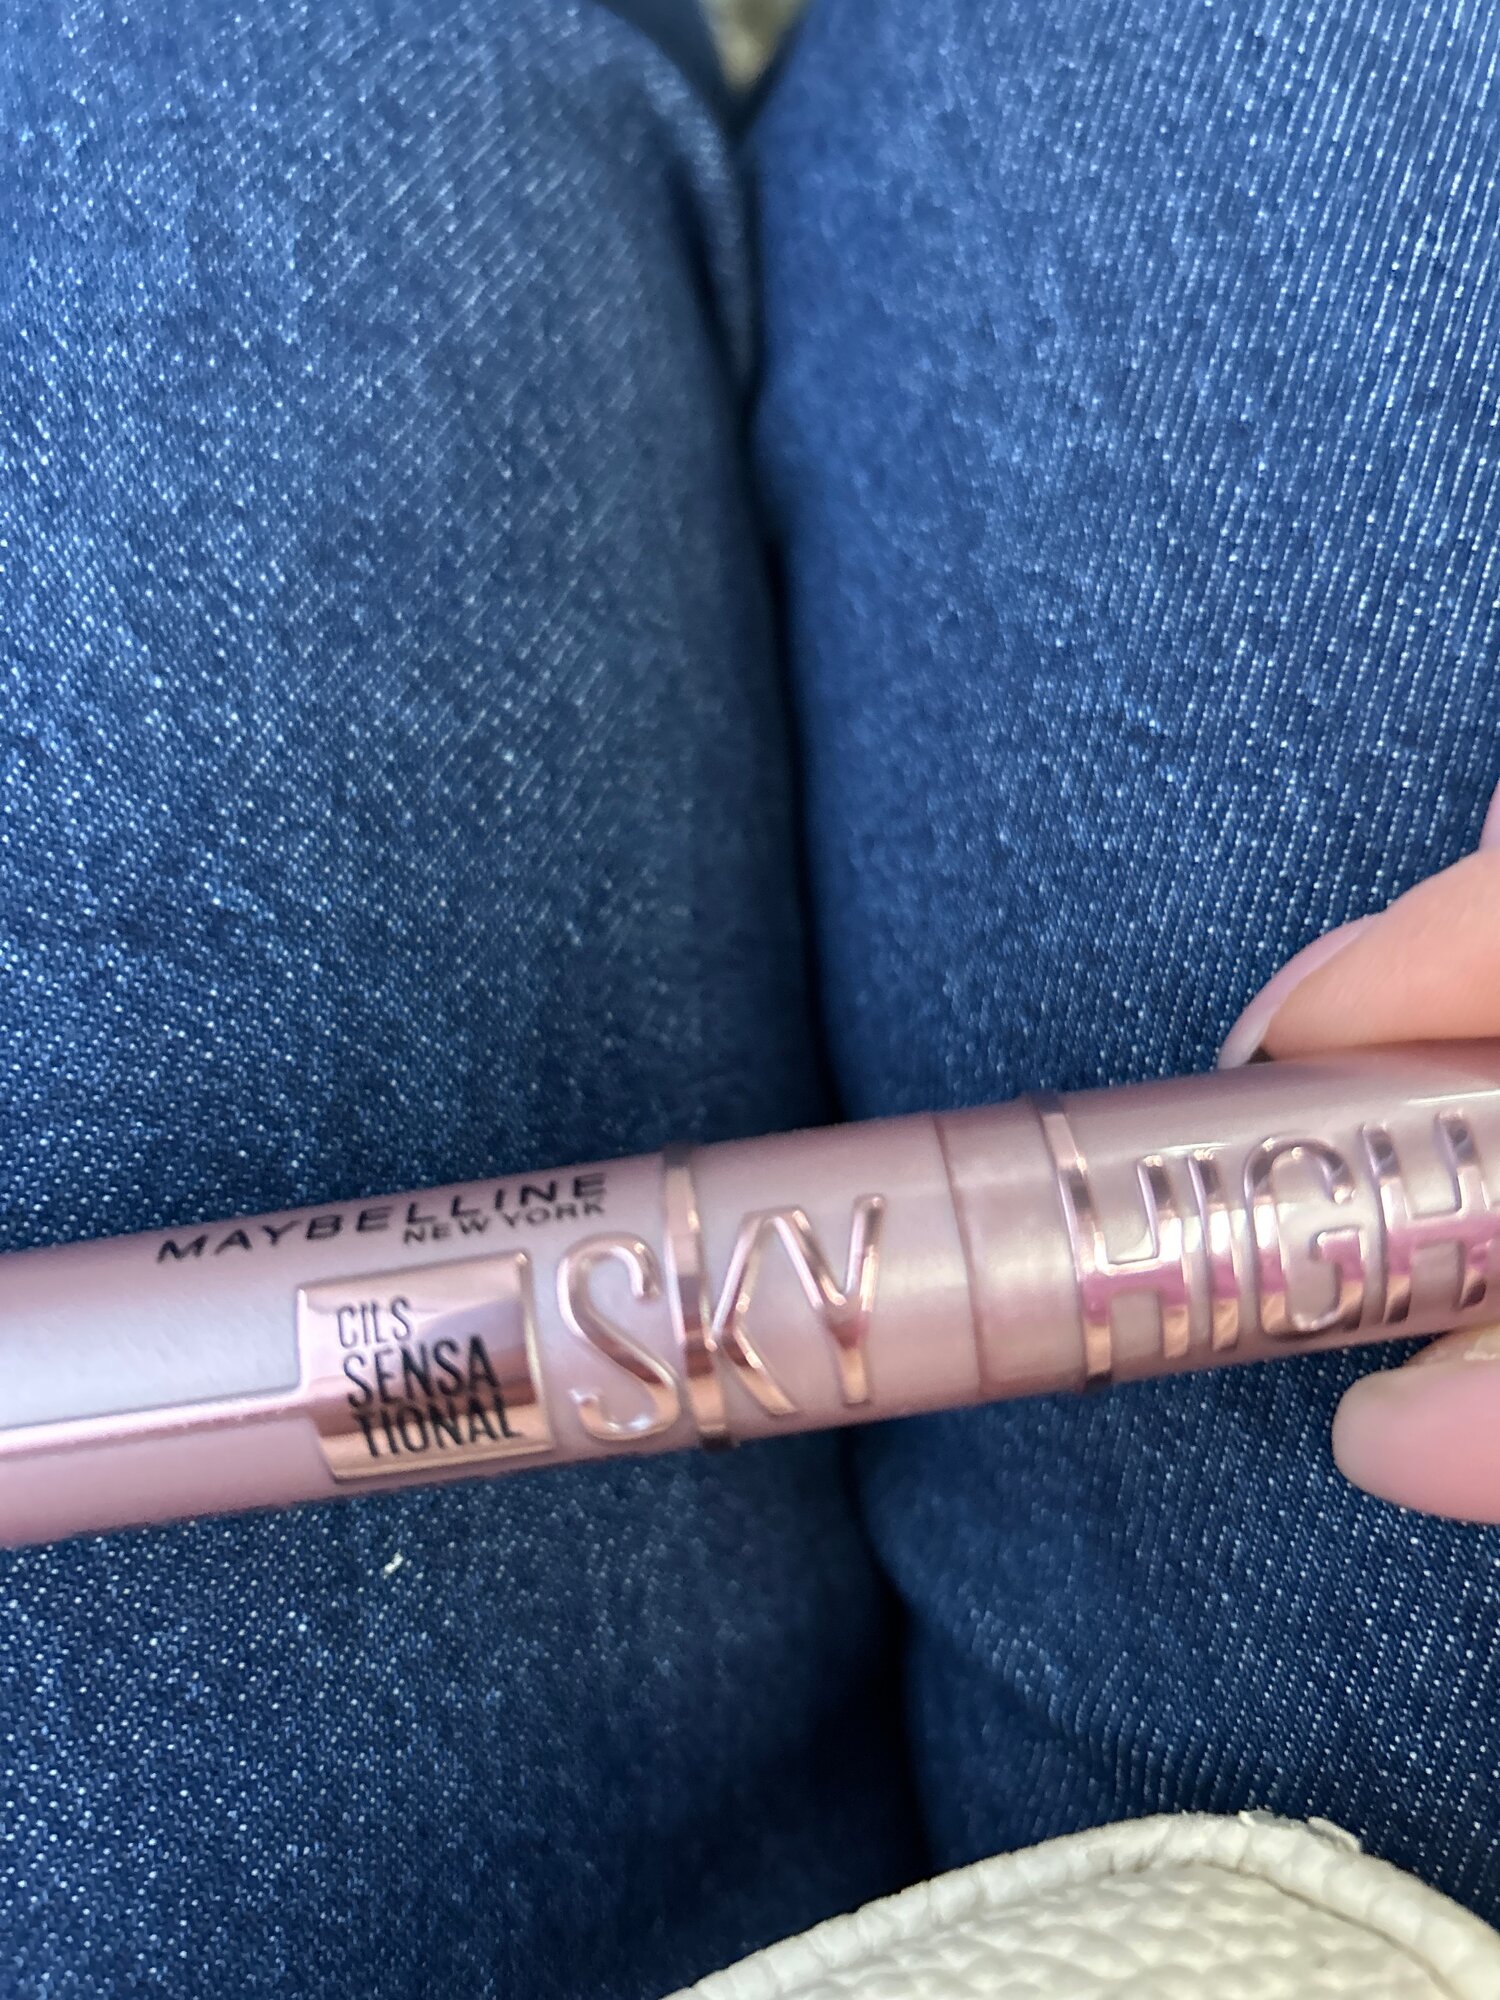 MAYBELLINE
NEW YORK
CILS
SENSA
TIONAL
SKY HIGH